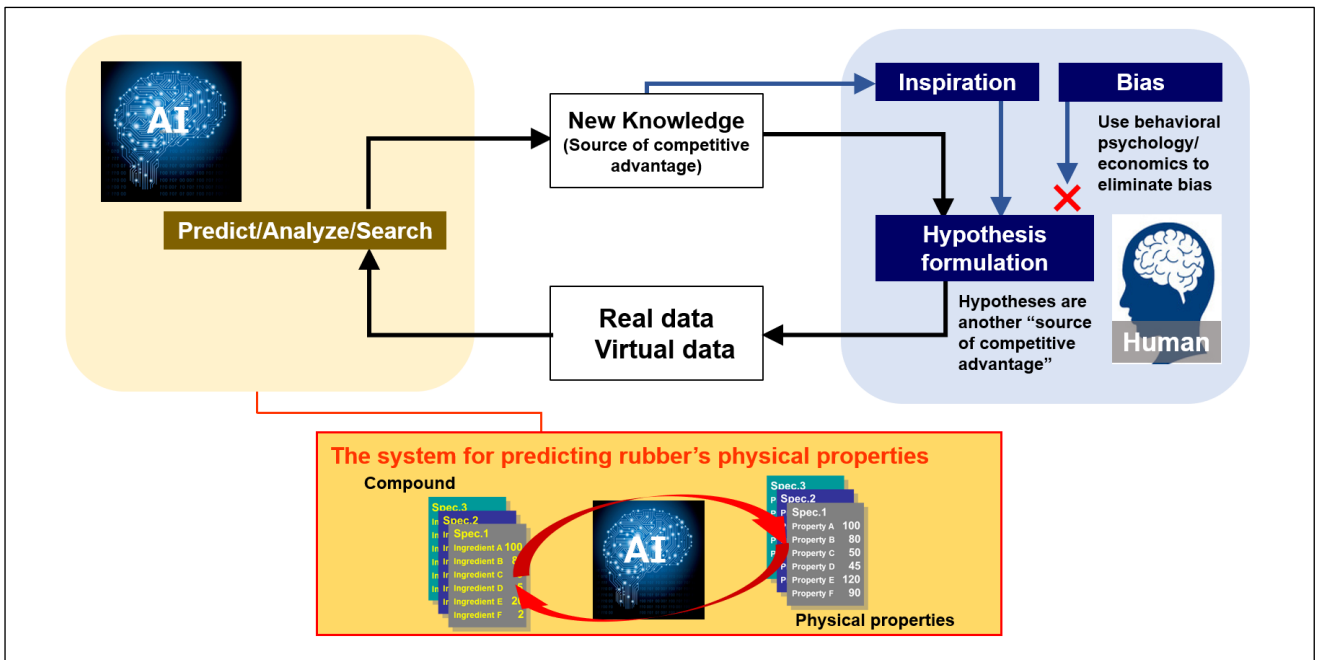 AI
Predict/Analyze/Search
New Knowledge
(Source of competitive
advantage)
Real data
Virtual data
Inspiration
Bias
Use behavioral
psychology/
economics to
eliminate bias
Hypothesis
formulation
Hypotheses are
another “source
of competitive
advantage”
Human
The system for predicting rubber’s physical properties
Compound
Spec.3
Spec.2
Spec.1
Ingredient A 100
Ingredient B
Ingredient C
Ingredient D
Ingredient E
Ingredient F 2
AI
Spec.3
Spec.2
Spec.1
Property A 100
Property B 80
Property C 50
Property D 45
Property E 120
Property F 90
Physical properties